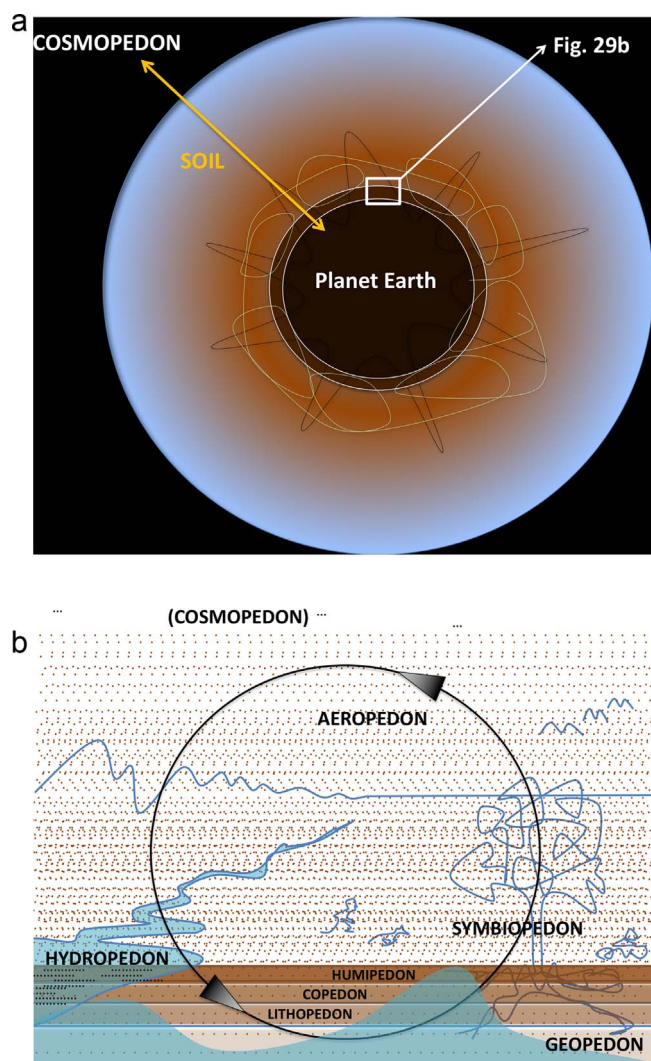 a
COSMOPEDON
Fig. 29b
SOIL
Planet Earth
... (COSMOPEDON) ...
...
b
AEROPEDON
SYMBIOPEDON
HYDROPEDON
HUMIPEDON
COPEDON
LITHOPEDON
GEOPEDON